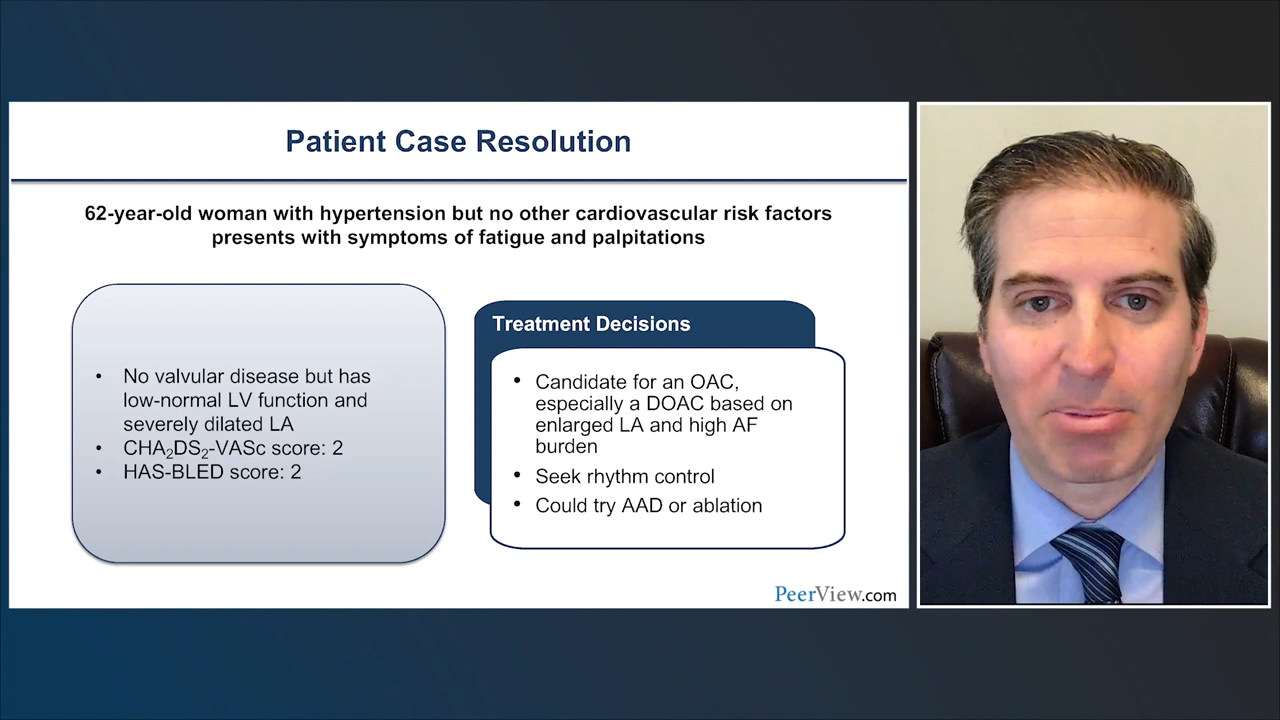 Patient Case Resolution
62-year-old woman with hypertension but no other cardiovascular risk factors
presents with symptoms of fatigue and palpitations
• No valvular disease but has
low-normal LV function and
severely dilated LA
• CHA₂DS₂-VASc score: 2
• HAS-BLED score: 2
Treatment Decisions
• Candidate for an OAC,
especially a DOAC based on
enlarged LA and high AF
burden
• Seek rhythm control
• Could try AAD or ablation
PeerView.com